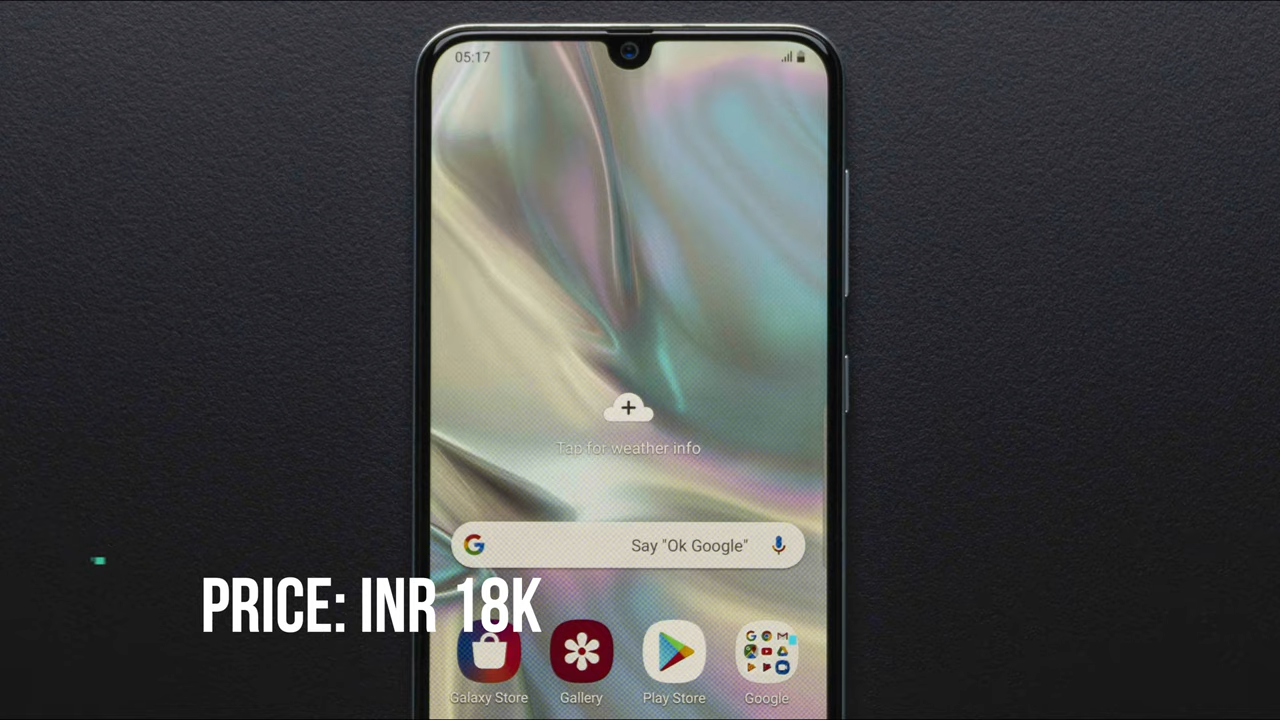 05:17
Tap for weather info
Say "Ok Google"
PRICE: INR 18K
Galaxy Store
Gallery
Play Store
Google